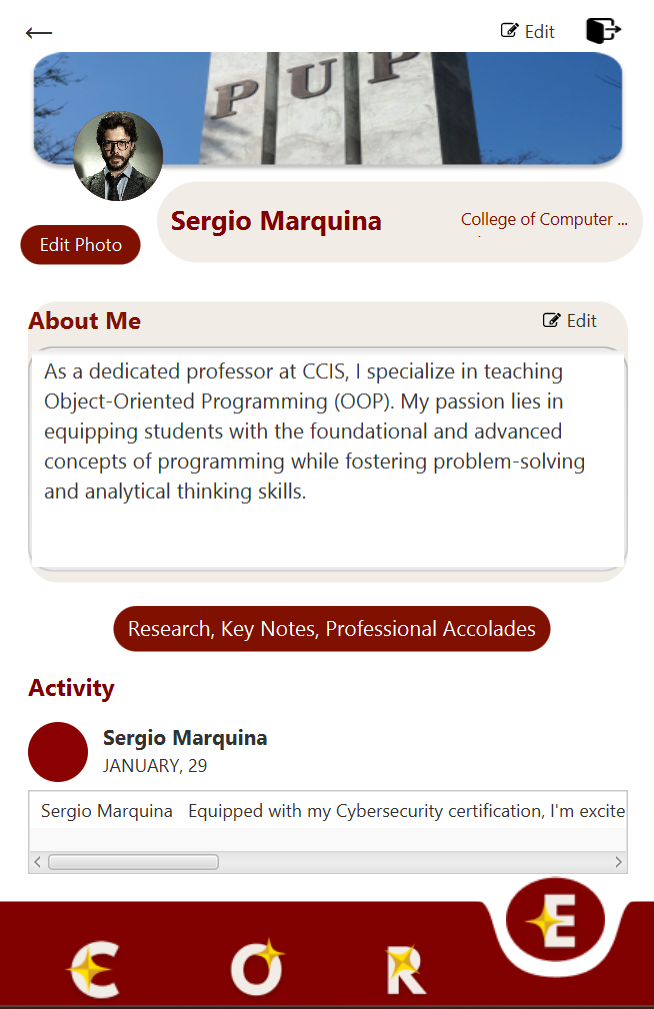 Edit
PUP
Sergio Marquina
College of Computer ...
Edit Photo
About Me
Edit
As a dedicated professor at CCIS, I specialize in teaching
Object-Oriented Programming (OOP). My passion lies in
equipping students with the foundational and advanced
concepts of programming while fostering problem-solving
and analytical thinking skills.
Research, Key Notes, Professional Accolades
Activity
Sergio Marquina
JANUARY, 29
Sergio Marquina Equipped with my Cybersecurity certification, I'm excite
C O R E